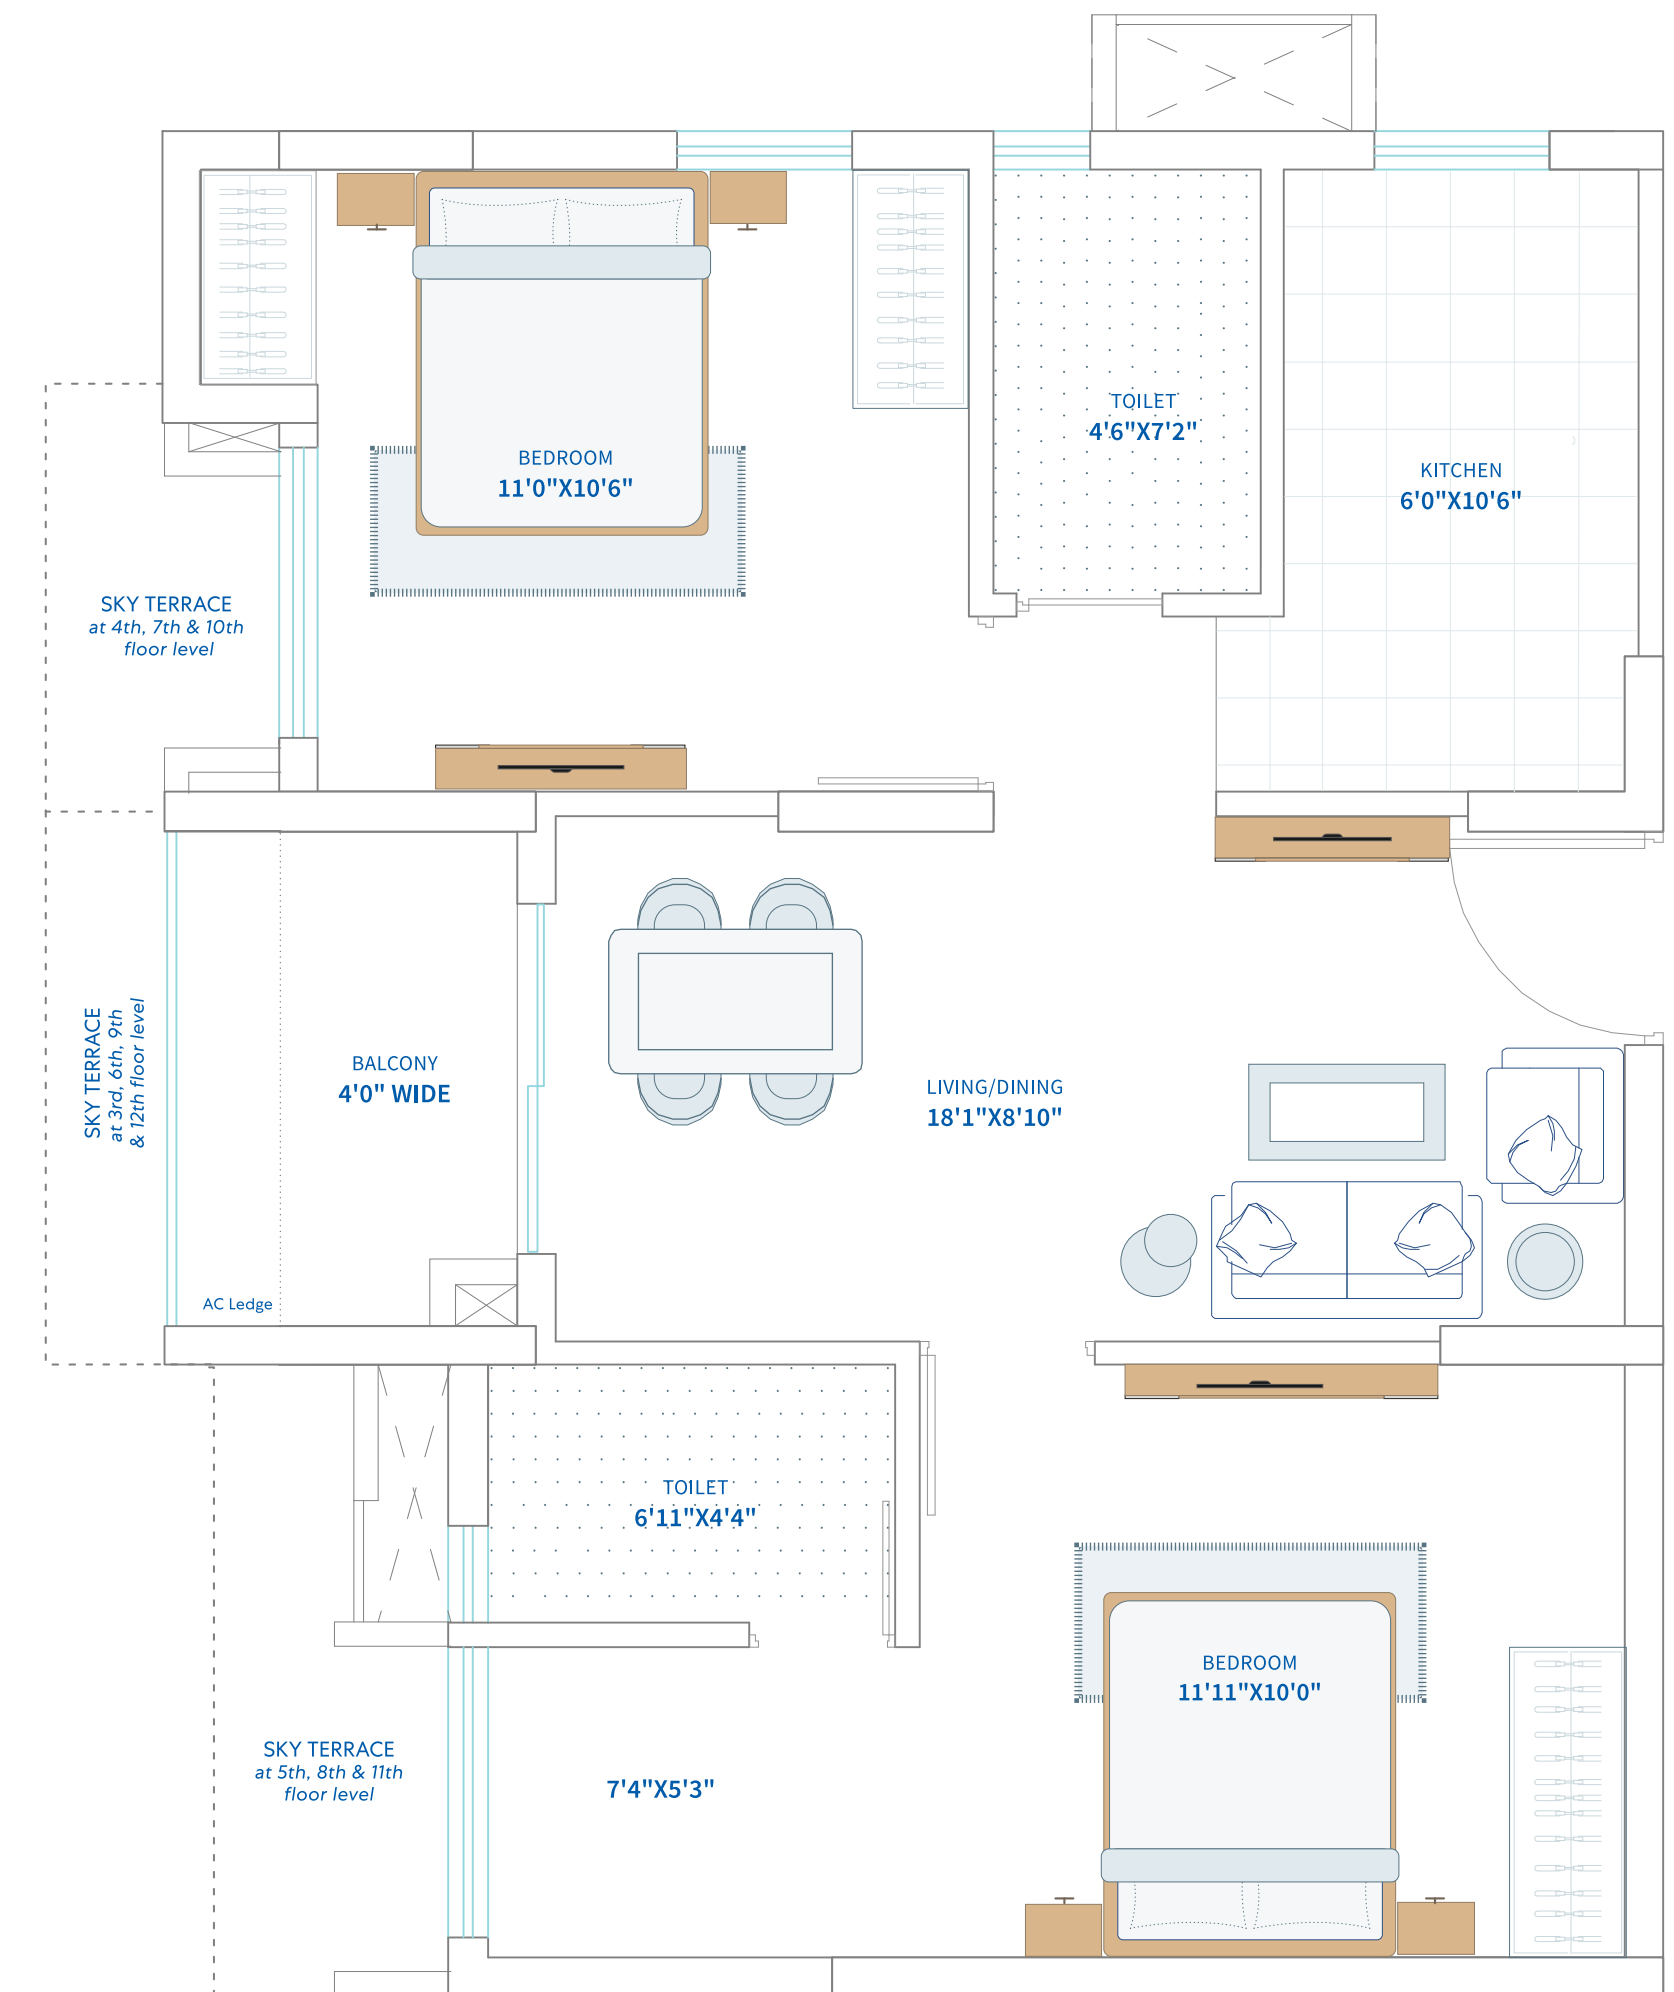 TOILET
4'6"X7'2"
BEDROOM
11'0"X10'6"
KITCHEN
6'0"X10'6"
SKY TERRACE
at 4th, 7th & 10th
floor level
SKY TERRACE
at 3rd, 6th, 9th
& 12th floor level
BALCONY
4'0" WIDE
LIVING/DINING
18'1"X8'10"
AC Ledge
TOILET
6'11"X4'4"
BEDROOM
11'11"X10'0"
SKY TERRACE
at 5th, 8th & 11th
floor level
7'4"X5'3"